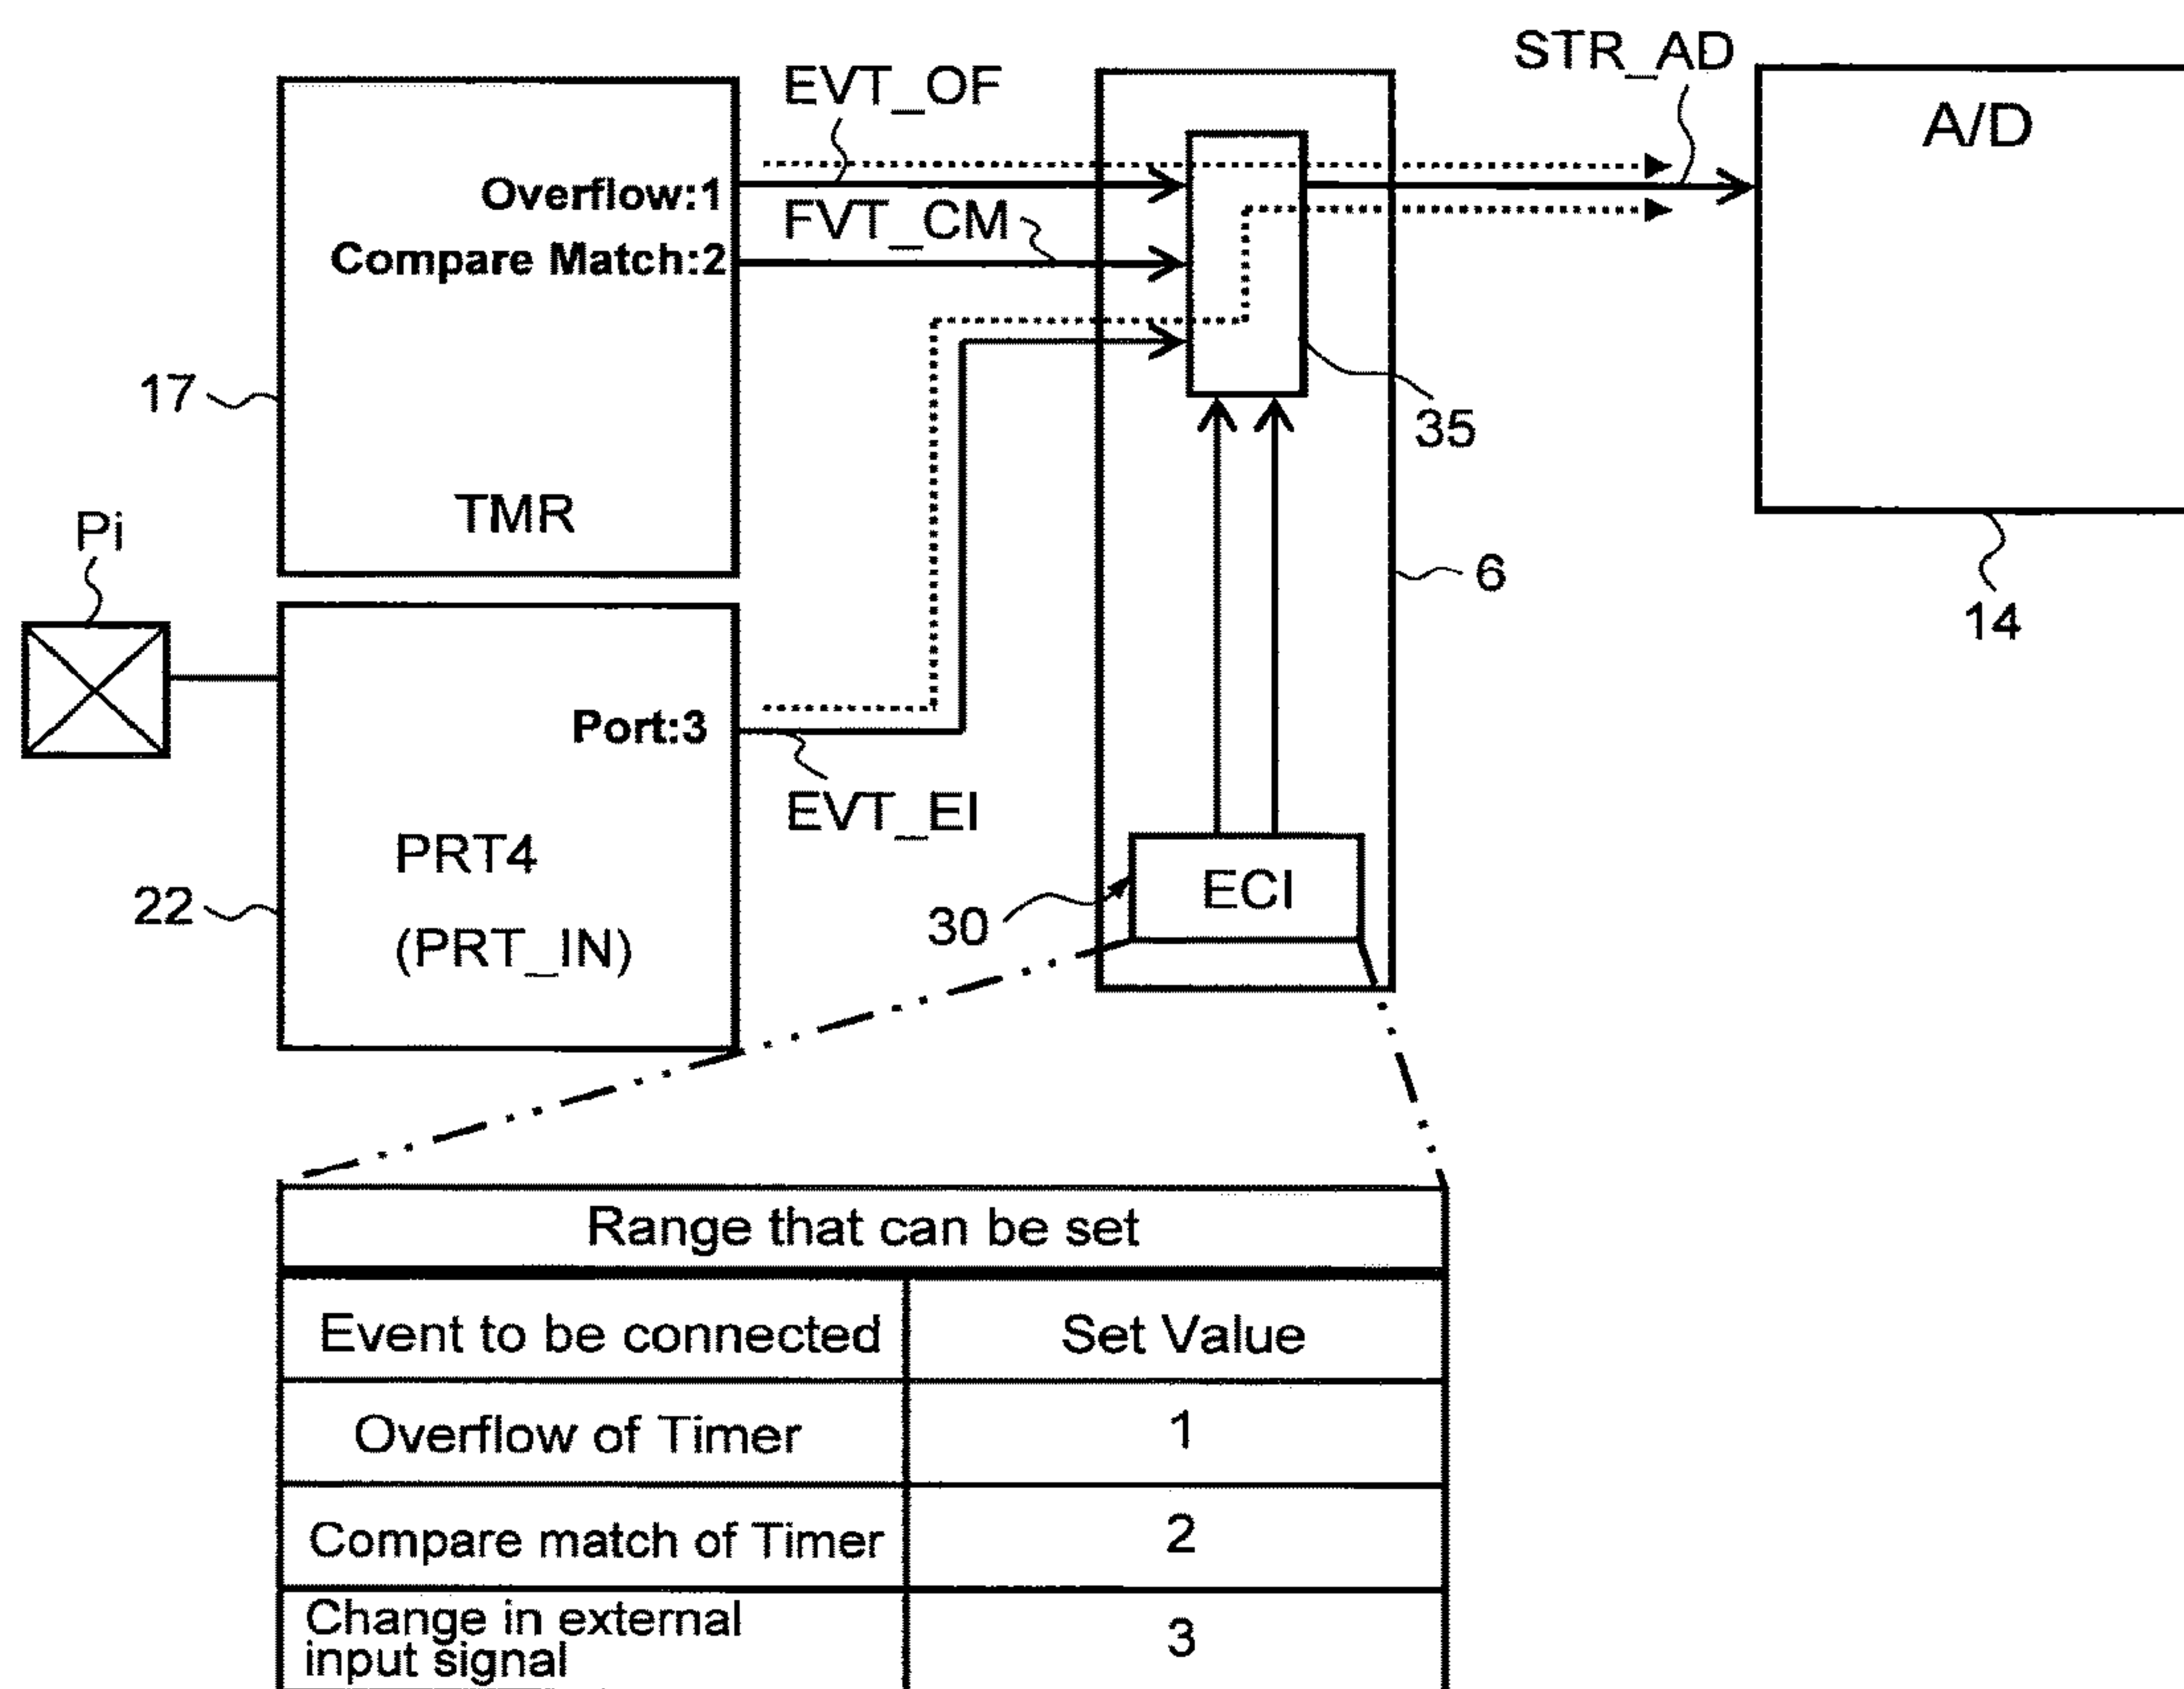 STR_AD
EVT_OF
A/D
Overflow:1
FVT_CM
Compare Match:2
17
35
TMR
Pi
6
14
Port:3
EVT_EI
PRT4
ECI
22
30
(PRT_IN)
Range that can be set
Event to be connected Set Value
Overflow of Timer 1
Compare match of Timer 2
Change in external
input signal 3